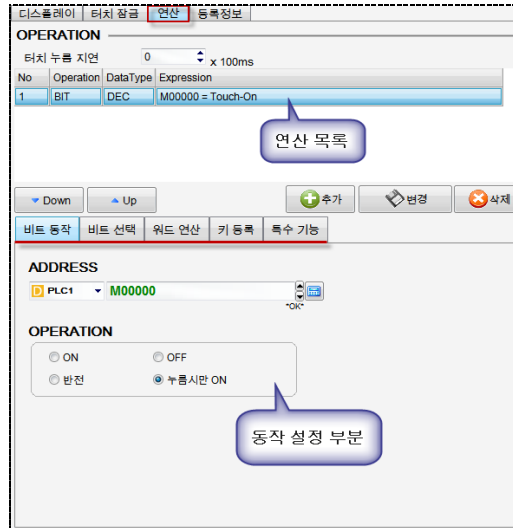 디스플레이 터치 잠금 연산 등록정보
OPERATION
터치 누름 지연 0 x 100ms
No Operation DataType Expression
1 BIT DEC M00000 = Touch-On
연산 목록
Down Up 추가 변경 삭제
비트 동작 비트 선택 워드 연산 키 등록 특수 기능
ADDRESS
D PLC1 M00000
*OK*
OPERATION
ON OFF
반전 누름시만 ON
동작 설정 부분